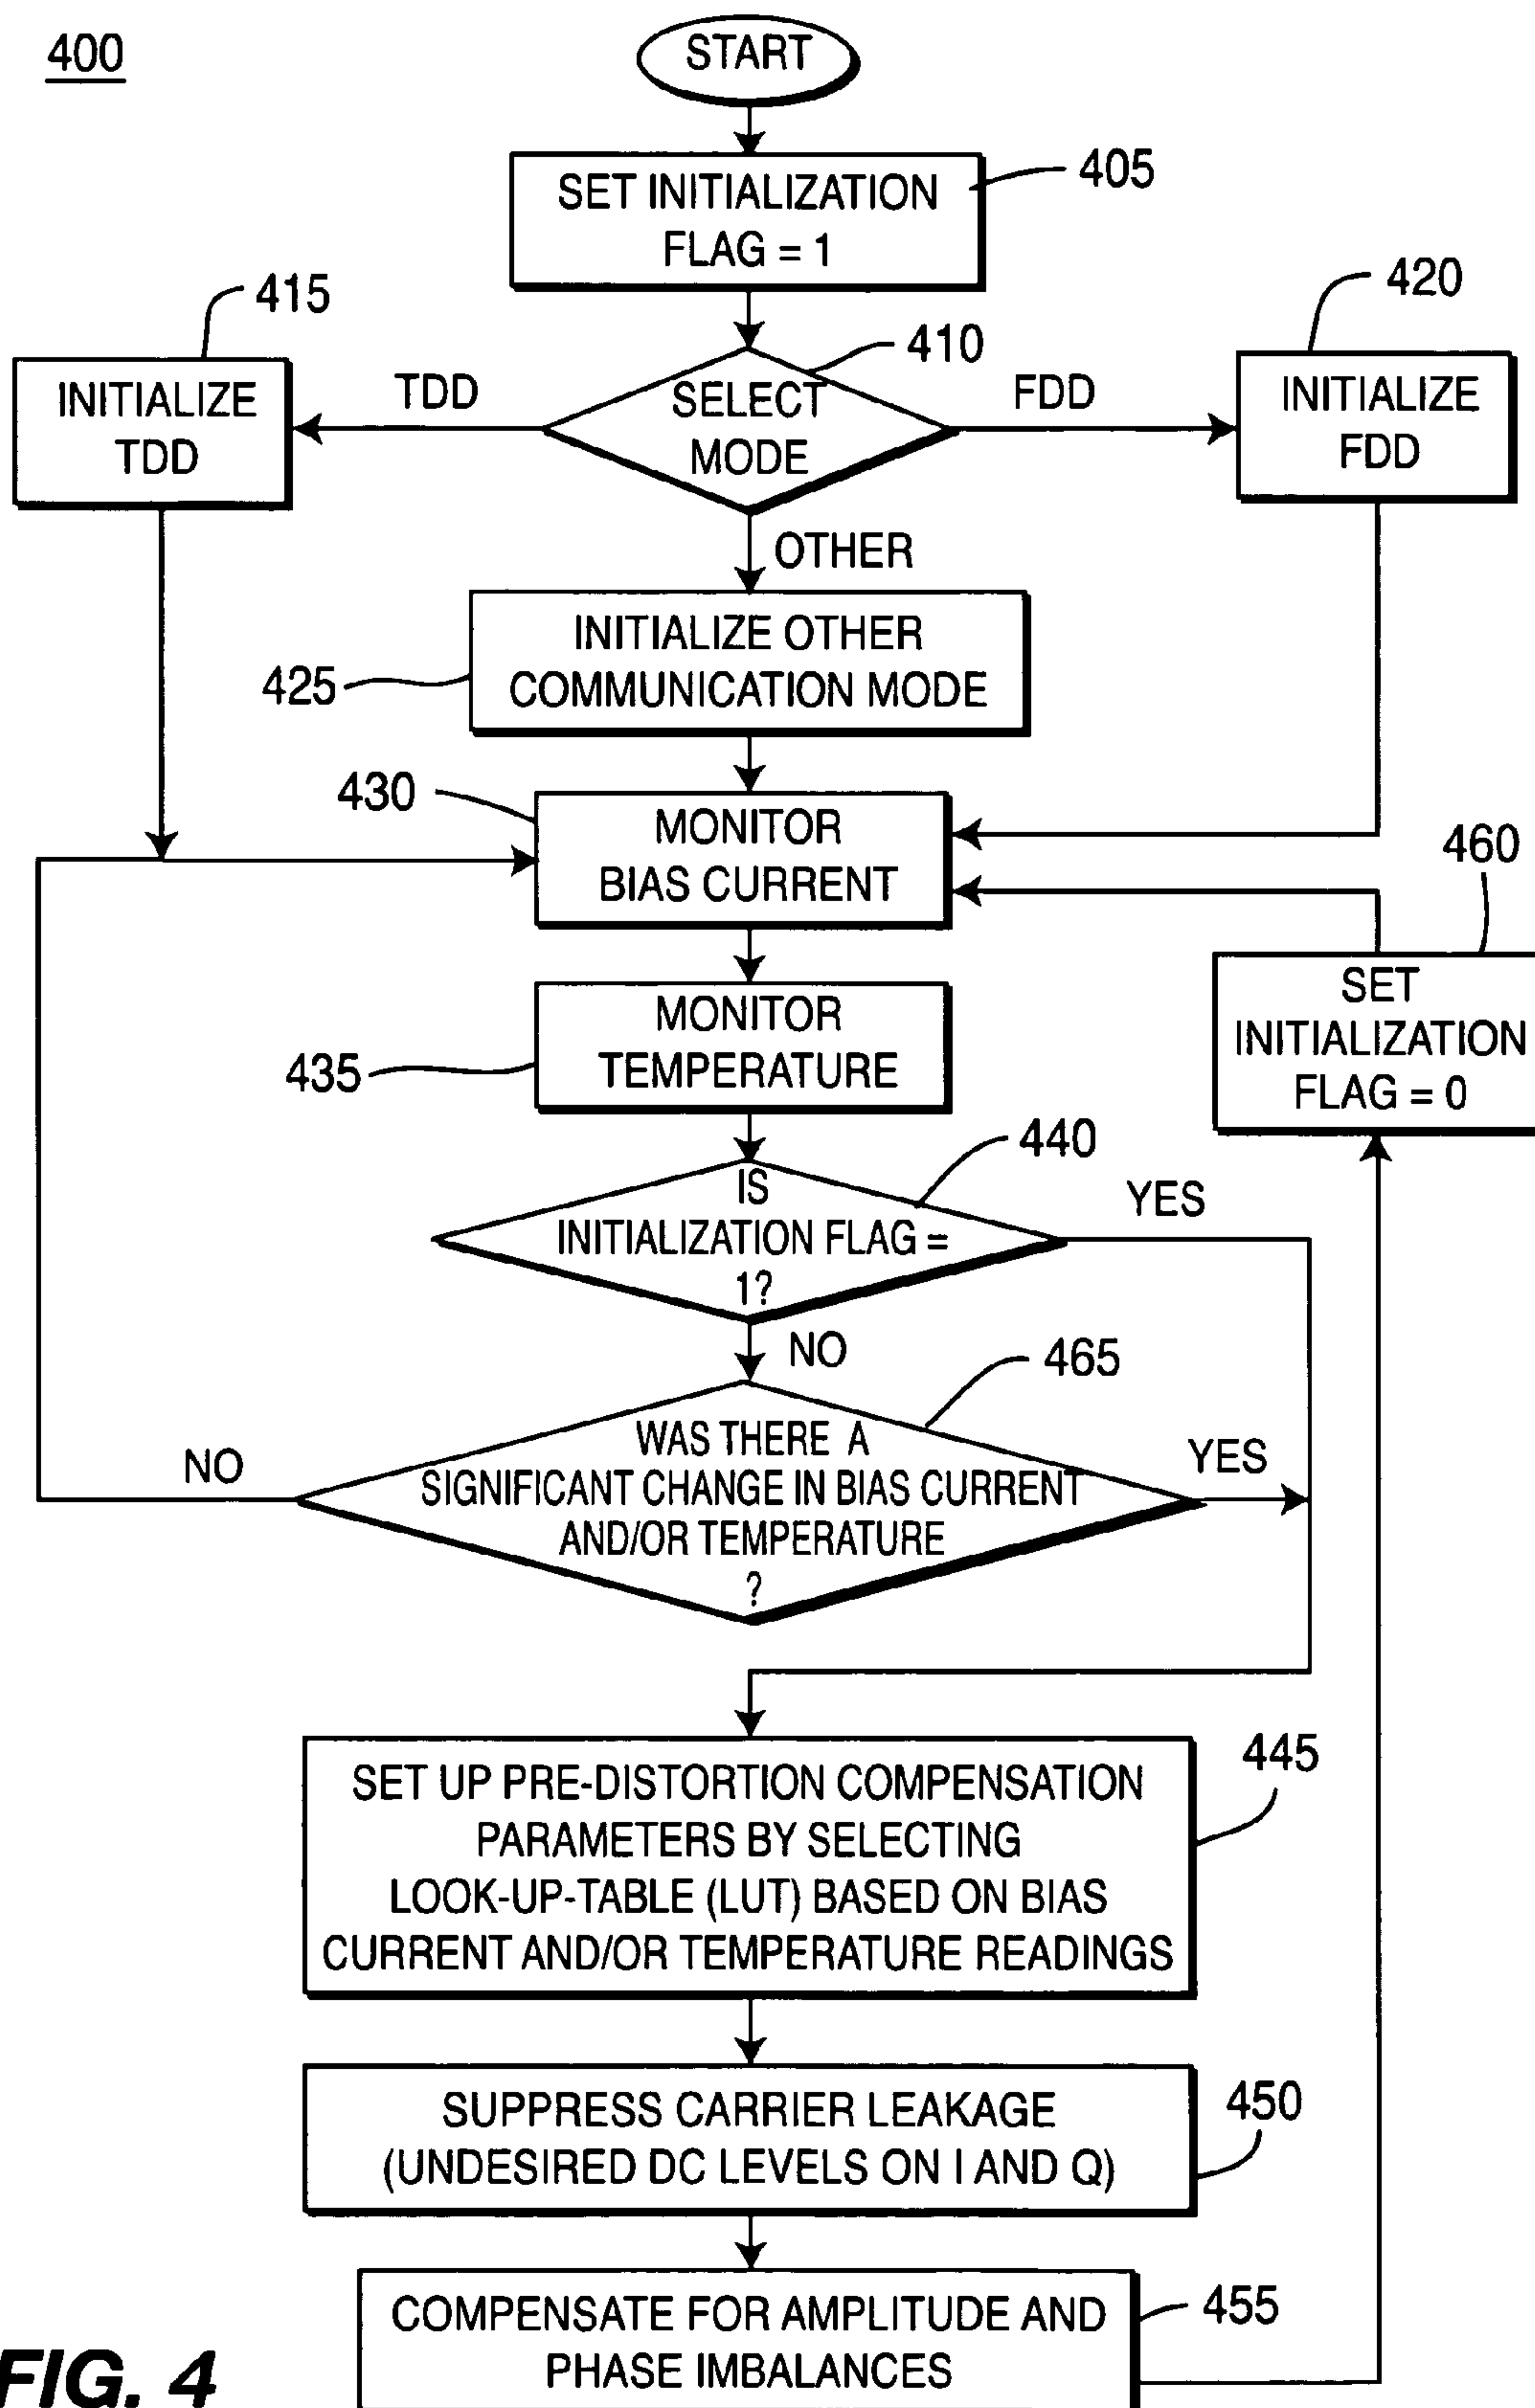 400
START
SET INITIALIZATION
FLAG = 1
405
415
420
410
INITIALIZE
TDD
TDD
SELECT
MODE
FDD
INITIALIZE
FDD
OTHER
INITIALIZE OTHER
COMMUNICATION MODE
425
430
MONITOR
BIAS CURRENT
460
SET
INITIALIZATION
FLAG = 0
MONITOR
TEMPERATURE
435
440
IS
INITIALIZATION FLAG =
1?
YES
NO
465
WAS THERE A
SIGNIFICANT CHANGE IN BIAS CURRENT
AND/OR TEMPERATURE
?
NO
YES
445
SET UP PRE-DISTORTION COMPENSATION
PARAMETERS BY SELECTING
LOOK-UP-TABLE (LUT) BASED ON BIAS
CURRENT AND/OR TEMPERATURE READINGS
SUPPRESS CARRIER LEAKAGE
(UNDESIRED DC LEVELS ON I AND Q)
450
COMPENSATE FOR AMPLITUDE AND
PHASE IMBALANCES
455
FIG. 4